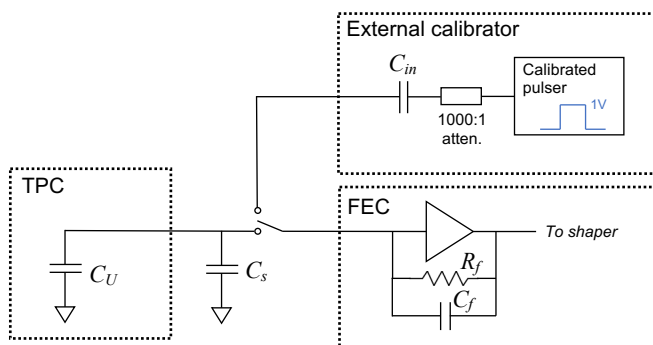 External calibrator
C_in
Calibrated
pulser
1V
1000:1
atten.
TPC
FEC
C_U
C_s
To shaper
R_f
C_f